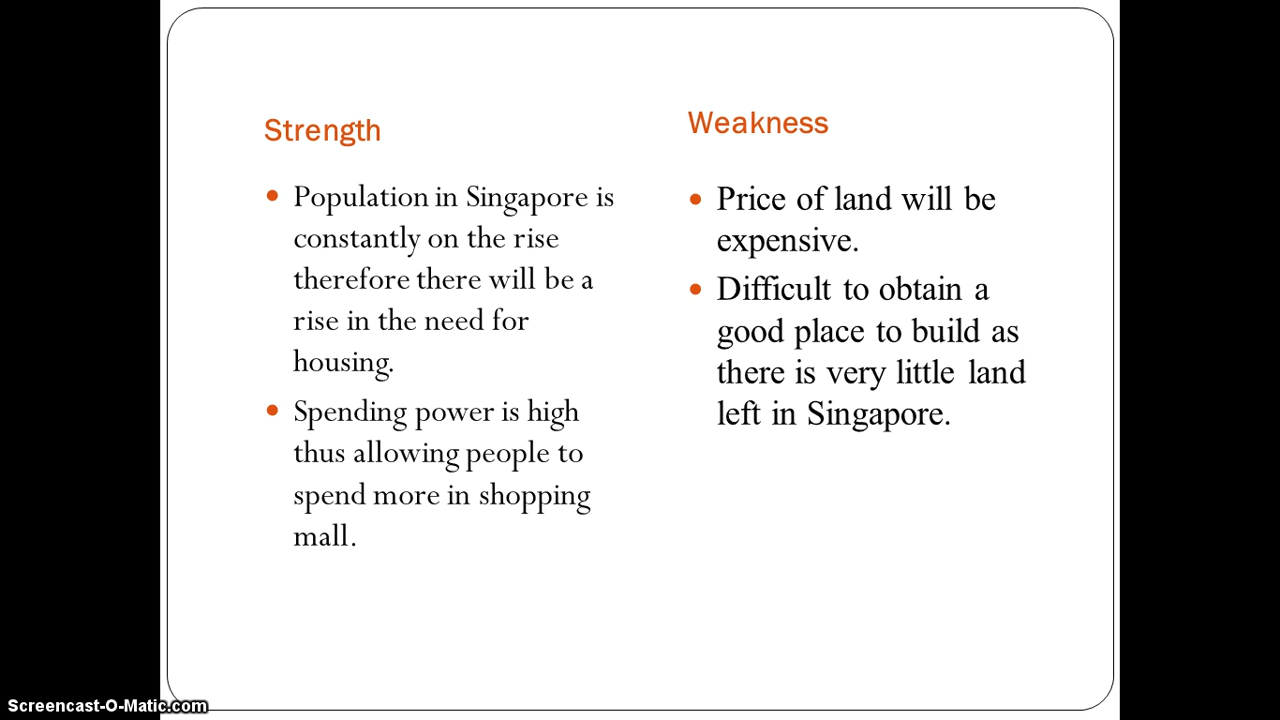 Strength
Population in Singapore is
constantly on the rise
therefore there will be a
rise in the need for
housing.
Spending power is high
thus allowing people to
spend more in shopping
mall.
Weakness
Price of land will be
expensive.
Difficult to obtain a
good place to build as
there is very little land
left in Singapore.
Screencast-O-Matic.com